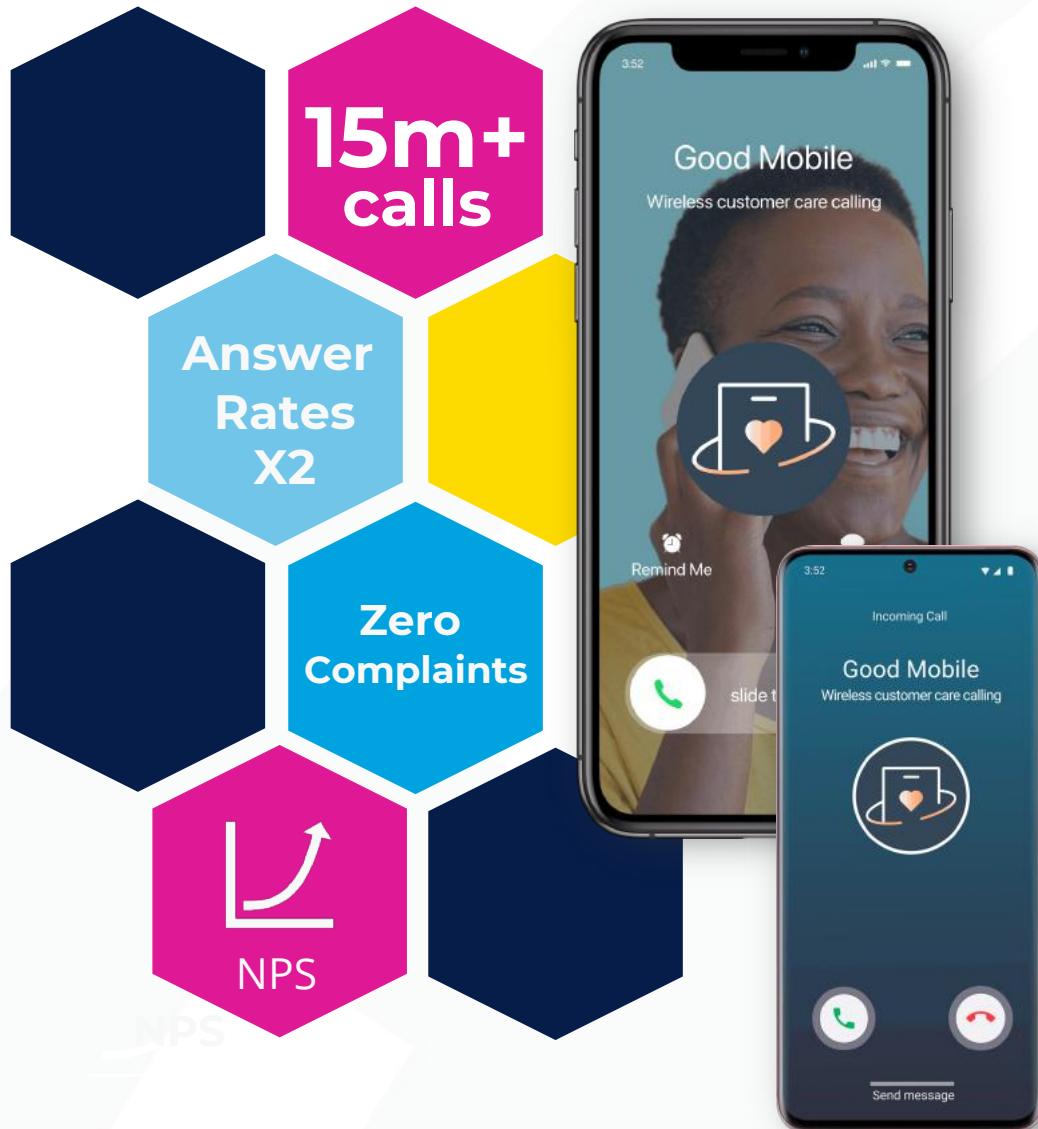 15m+
calls
Answer
Rates
X2
Zero
Complaints
NPS
NPS
3:52
Good Mobile
Wireless customer care calling
Remind Me
slide t
3:52
Incoming Call
Good Mobile
Wireless customer care calling
Send message